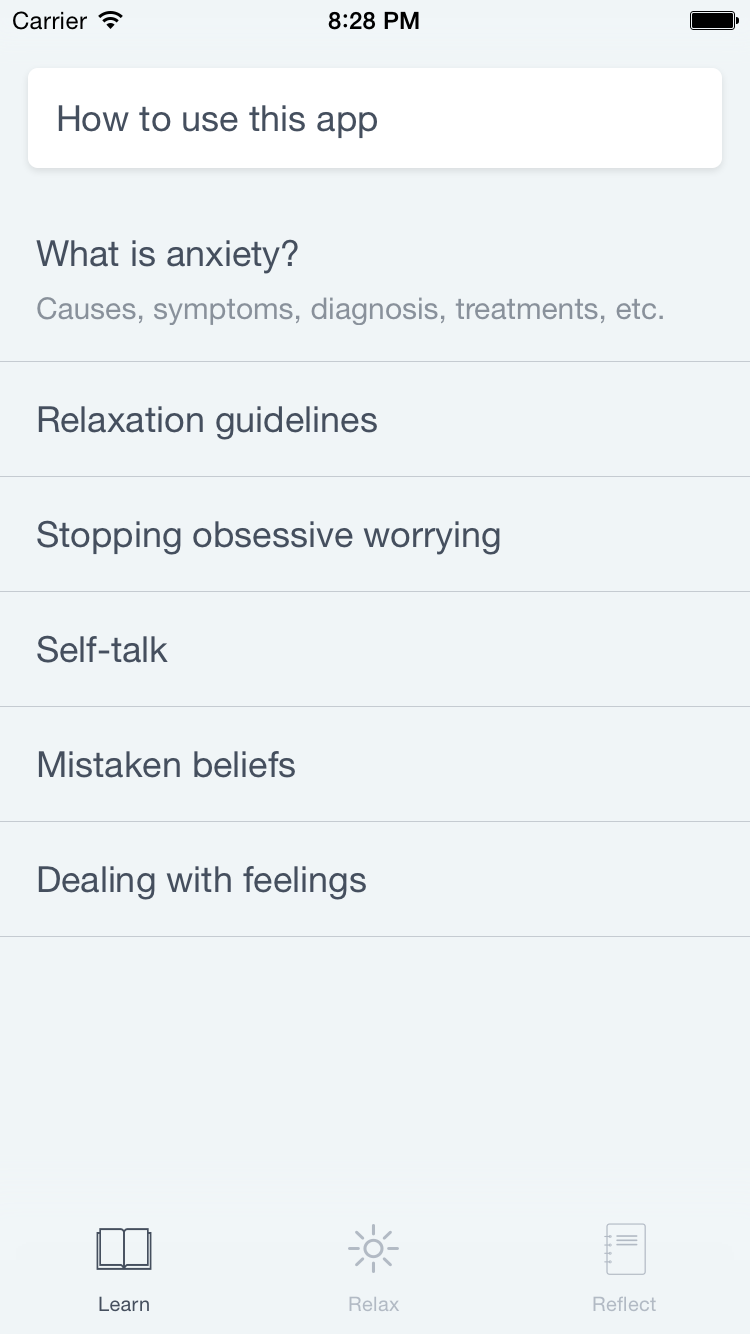 Carrier 8:28 PM
How to use this app
What is anxiety?
Causes, symptoms, diagnosis, treatments, etc.
Relaxation guidelines
Stopping obsessive worrying
Self-talk
Mistaken beliefs
Dealing with feelings
Learn Relax Reflect